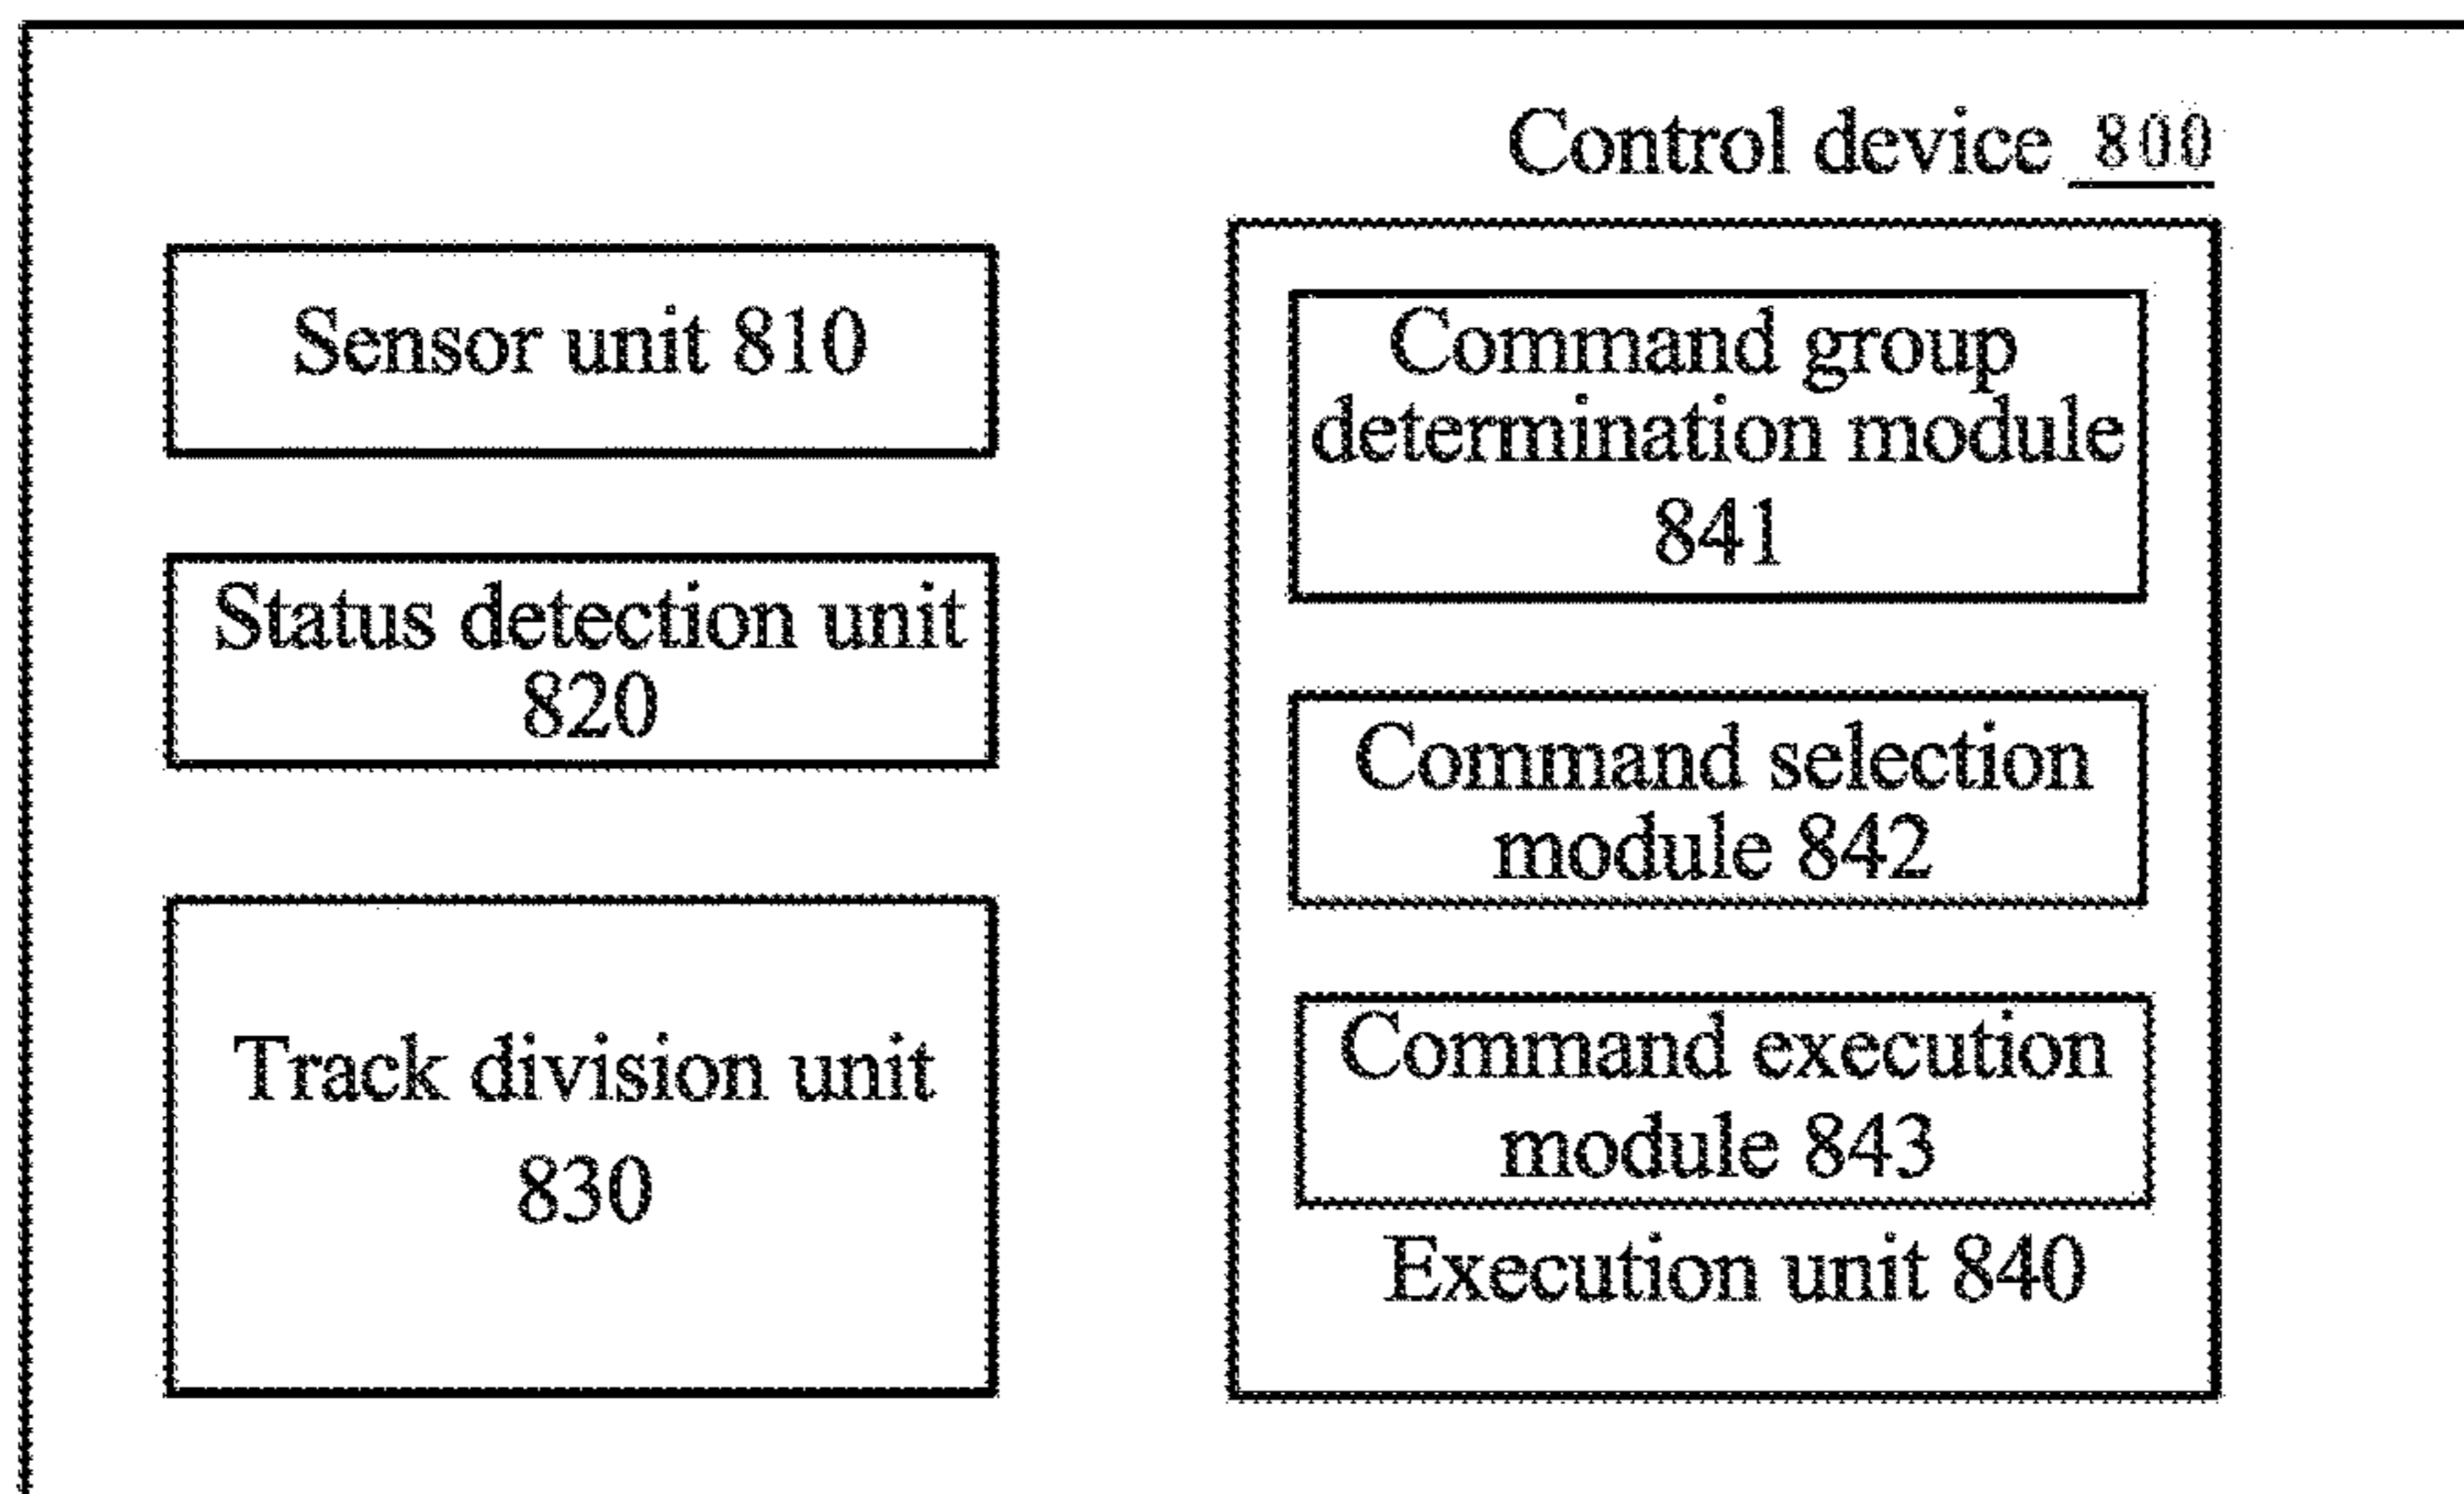 Control device 800
Sensor unit 810
Status detection unit
820
Track division unit
830
Command group
determination module
841
Command selection
module 842
Command execution
module 843
Execution unit 840